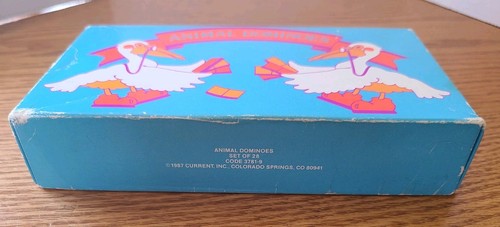 ANIMAL DOMINOES
ANIMAL DOMINOES
SET OF 28
CODE 3781-9
©1987 CURRENT, INC., COLORADO SPRINGS, CO 80941